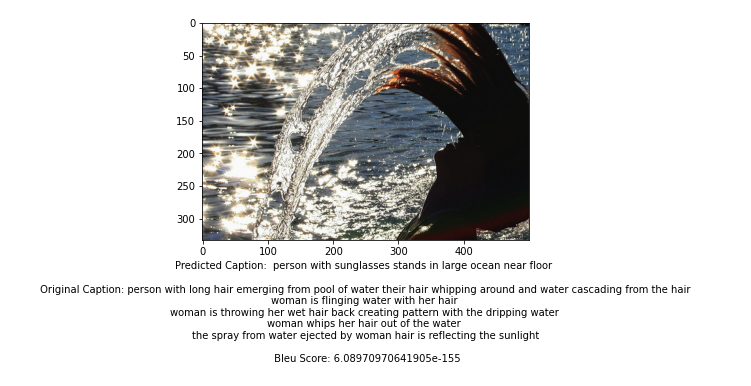 0
50
100
150
200
250
300
0 100 200 300 400
Predicted Caption: person with sunglasses stands in large ocean near floor
Original Caption: person with long hair emerging from pool of water their hair whipping around and water cascading from the hair
woman is flinging water with her hair
woman is throwing her wet hair back creating pattern with the dripping water
woman whips her hair out of the water
the spray from water ejected by woman hair is reflecting the sunlight
Bleu Score: 6.08970970641905e-155